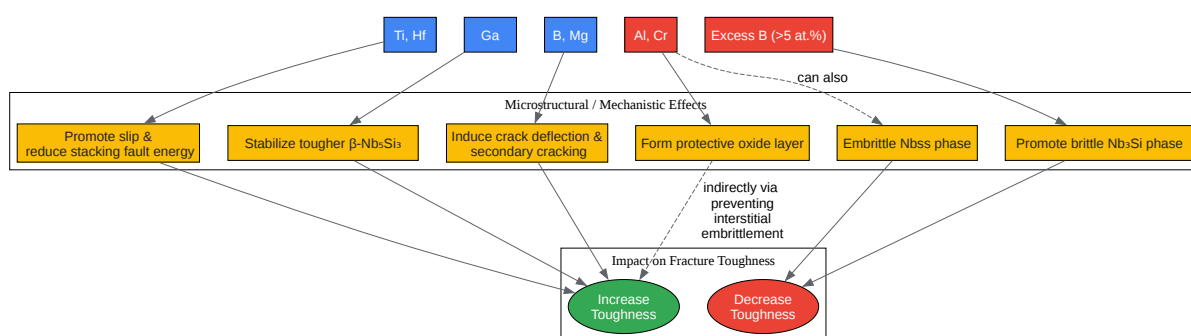 Ti, Hf
Ga
B, Mg
Al, Cr
Excess B (>5 at.%)
can also
Microstructural / Mechanistic Effects
Promote slip &
reduce stacking fault energy
Stabilize tougher β-Nb₅Si₃
Induce crack deflection &
secondary cracking
Form protective oxide layer
Embrittle Nbss phase
Promote brittle Nb₃Si phase
indirectly via
preventing
interstitial
embrittlement
Impact on Fracture Toughness
Increase
Toughness
Decrease
Toughness